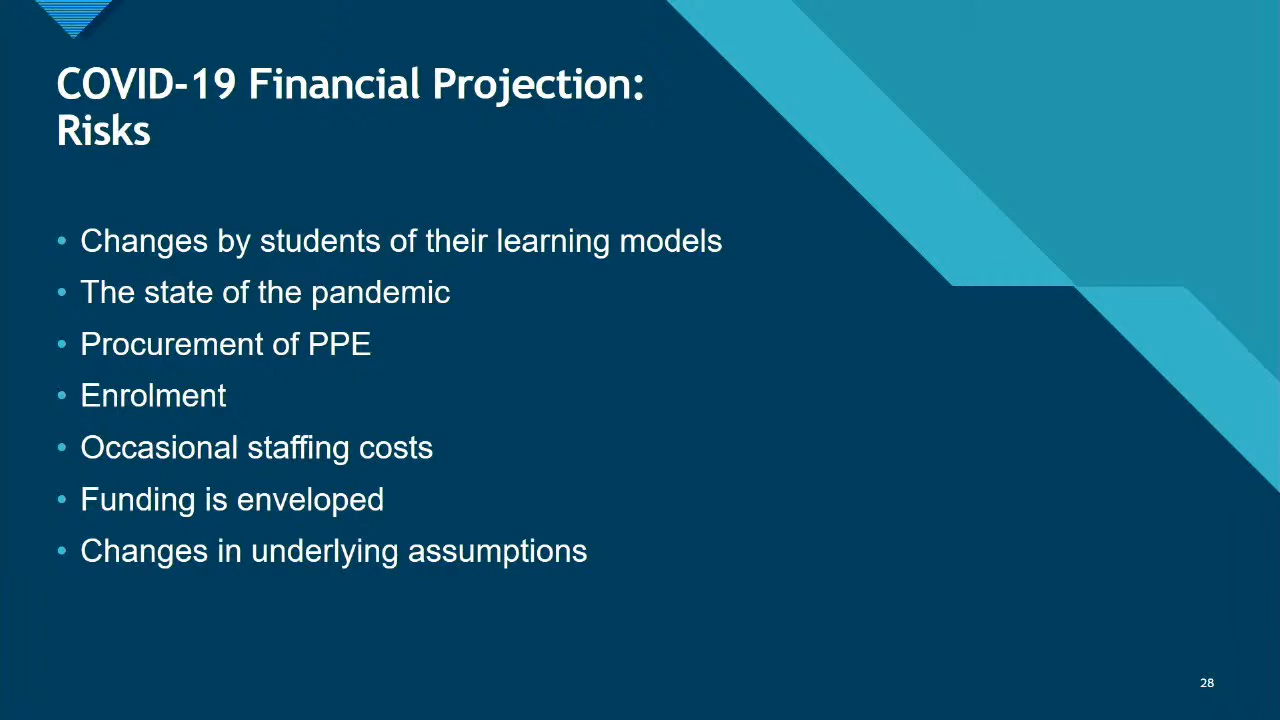 COVID-19 Financial Projection:
Risks
• Changes by students of their learning models
• The state of the pandemic
• Procurement of PPE
• Enrolment
• Occasional staffing costs
• Funding is enveloped
• Changes in underlying assumptions
28